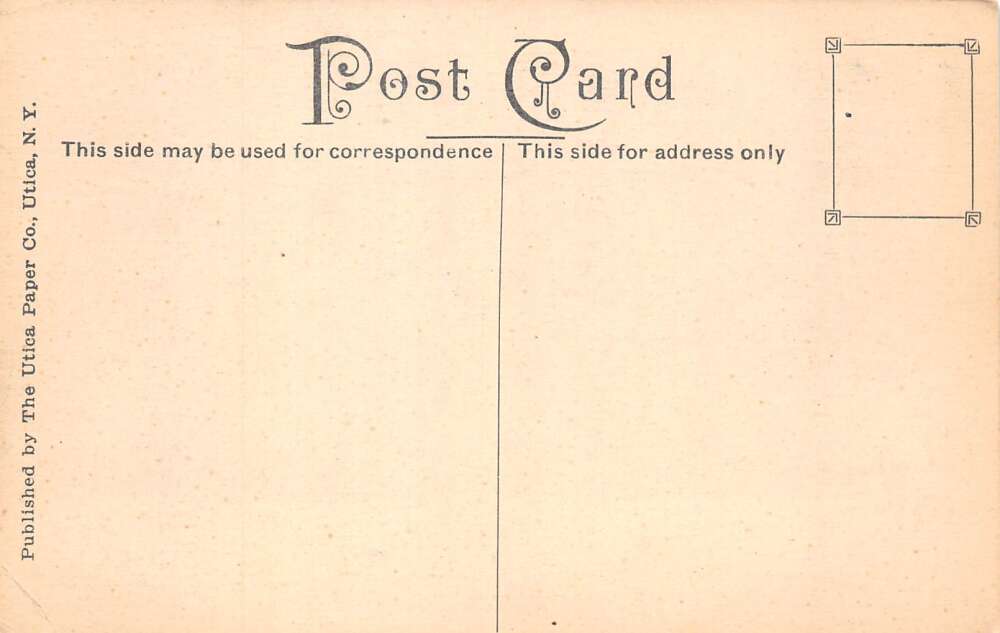 Post Card
This side may be used for correspondence
This side for address only
Published by The Utica Paper Co., Utica, N. Y.